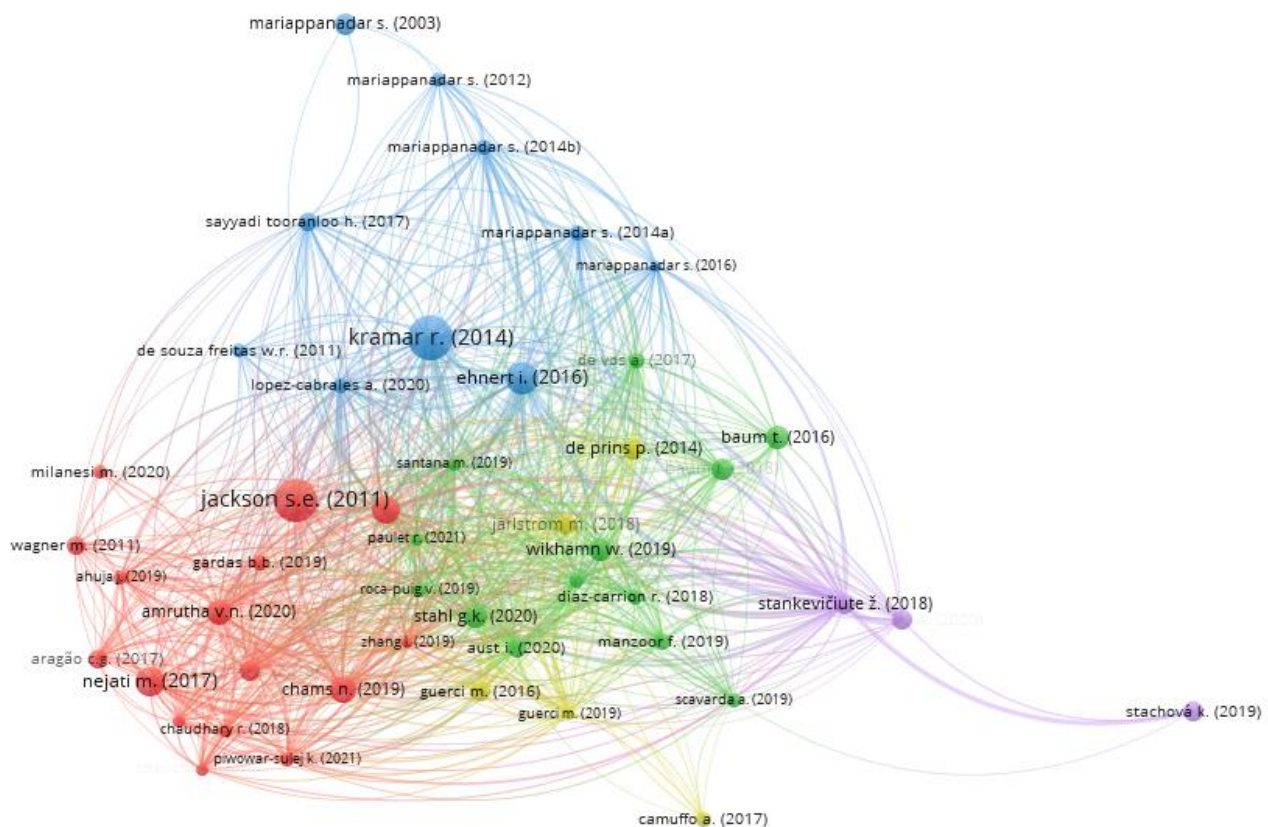 mariappanadar s. (2003)
mariappanadar s. (2012)
mariappanadar s. (2014b)
sayyadi tooranloo h. (2017)
mariappanadar s. (2014a)
mariappanadar s. (2016)
kramar r. (2014)
de souza freitas w.r. (2011)
de vos a. (2017)
ehnert i. (2016)
lopez-cabrales a. (2020)
baum t. (2016)
de prins p. (2014)
santana m. (2019)
milanesi m. (2020)
jackson s.e. (2011)
jarlstrom m. (2018)
paulet r. (2021)
wagner m. (2011)
wikhamn w. (2019)
gardas b.b. (2019)
ahuja j. (2019)
roca-puig v. (2019)
diaz-carrion r. (2018)
stankevičiute ž. (2018)
amrutha v.n. (2020)
stahl g.k. (2020)
zhang l. (2019)
manzoor f. (2019)
aust i. (2020)
aragão c.g. (2017)
nejati m. (2017)
chams n. (2019)
guerci m. (2016)
scavarda a. (2019)
guerci m. (2019)
stachová k. (2019)
chaudhary r. (2018)
piwowar-sulej k. (2021)
camuffo a. (2017)